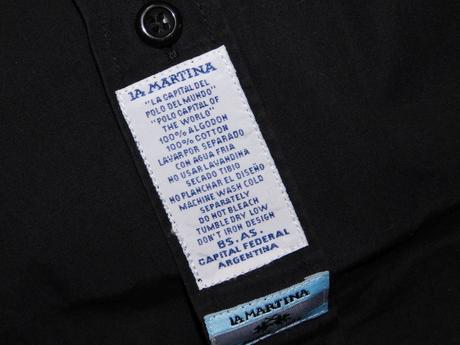 LA MARTINA
"LA CAPITAL DEL
POLO DEL MUNDO"
"POLO CAPITAL OF
THE WORLD"
100% ALGODON
100% COTTON
LAVAR POR SEPARADO
CON AGUA FRIA
NO USAR LAVANDINA
SECADO TIBIO
NO PLANCHAR EL DISEÑO
MACHINE WASH COLD
SEPARATELY
DO NOT BLEACH
TUMBLE DRY LOW
DON'T IRON DESIGN
BS. AS.
CAPITAL FEDERAL
ARGENTINA
LA MARTINA